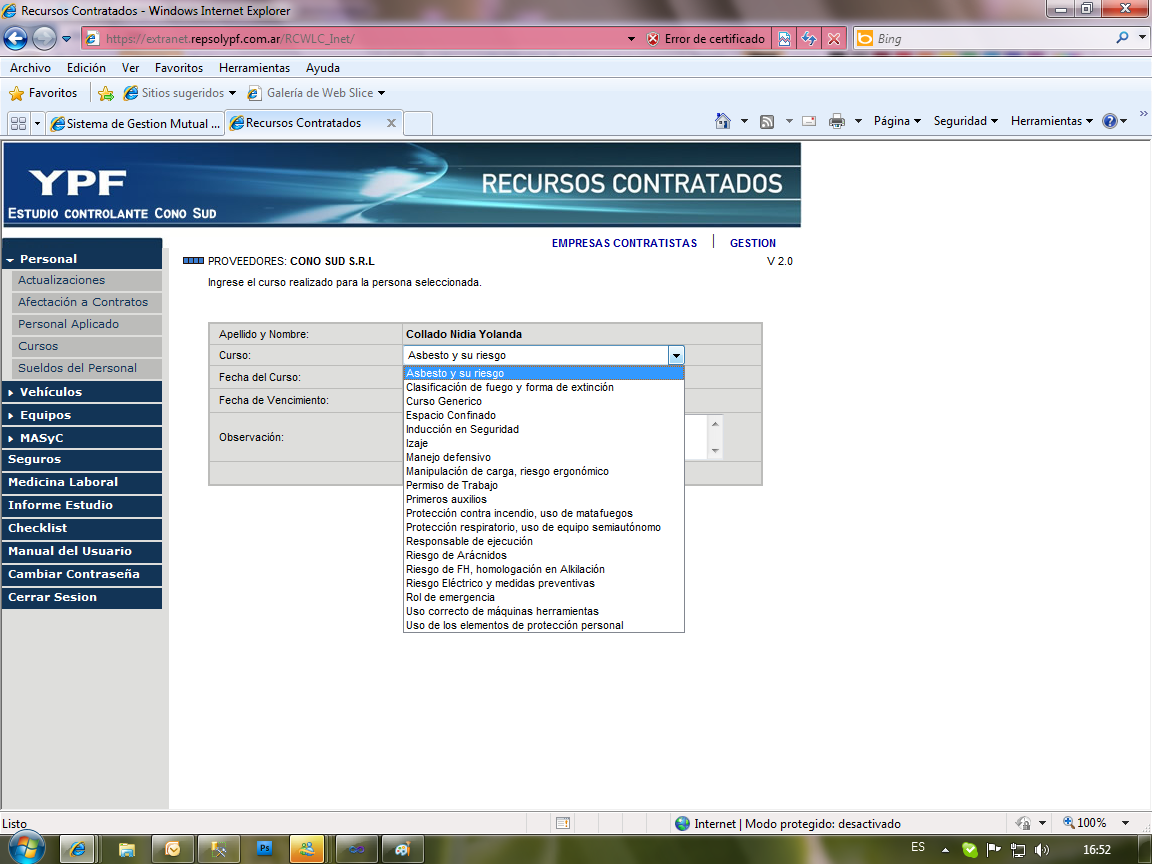 Recursos Contratados - Windows Internet Explorer
https://extranet.repsolypf.com.ar/RCWLC_Inet/
Error de certificado
Bing
Archivo Edición Ver Favoritos Herramientas Ayuda
Favoritos Sitios sugeridos Galería de Web Slice
Sistema de Gestion Mutual ... Recursos Contratados Página Seguridad Herramientas
YPF
ESTUDIO CONTROLANTE CONO SUD
RECURSOS CONTRATADOS
EMPRESAS CONTRATISTAS | GESTION
PROVEEDORES: CONO SUD S.R.L
V 2.0
Ingrese el curso realizado para la persona seleccionada.
Personal
Actualizaciones
Afectación a Contratos
Personal Aplicado
Cursos
Sueldos del Personal
Vehículos
Equipos
MASyC
Seguros
Medicina Laboral
Informe Estudio
Checklist
Manual del Usuario
Cambiar Contraseña
Cerrar Sesion
Apellido y Nombre: Collado Nidia Yolanda
Curso: Asbesto y su riesgo
Fecha del Curso:
Fecha de Vencimiento:
Observación:
Asbesto y su riesgo
Clasificación de fuego y forma de extinción
Curso Generico
Espacio Confinado
Inducción en Seguridad
Izaje
Manejo defensivo
Manipulación de carga, riesgo ergonómico
Permiso de Trabajo
Primeros auxilios
Protección contra incendio, uso de matafuegos
Protección respiratorio, uso de equipo semiautónomo
Responsable de ejecución
Riesgo de Arácnidos
Riesgo de FH, homologación en Alkilación
Riesgo Eléctrico y medidas preventivas
Rol de emergencia
Uso correcto de máquinas herramientas
Uso de los elementos de protección personal
Listo
Internet | Modo protegido: desactivado
100%
Ps
ES
16:52